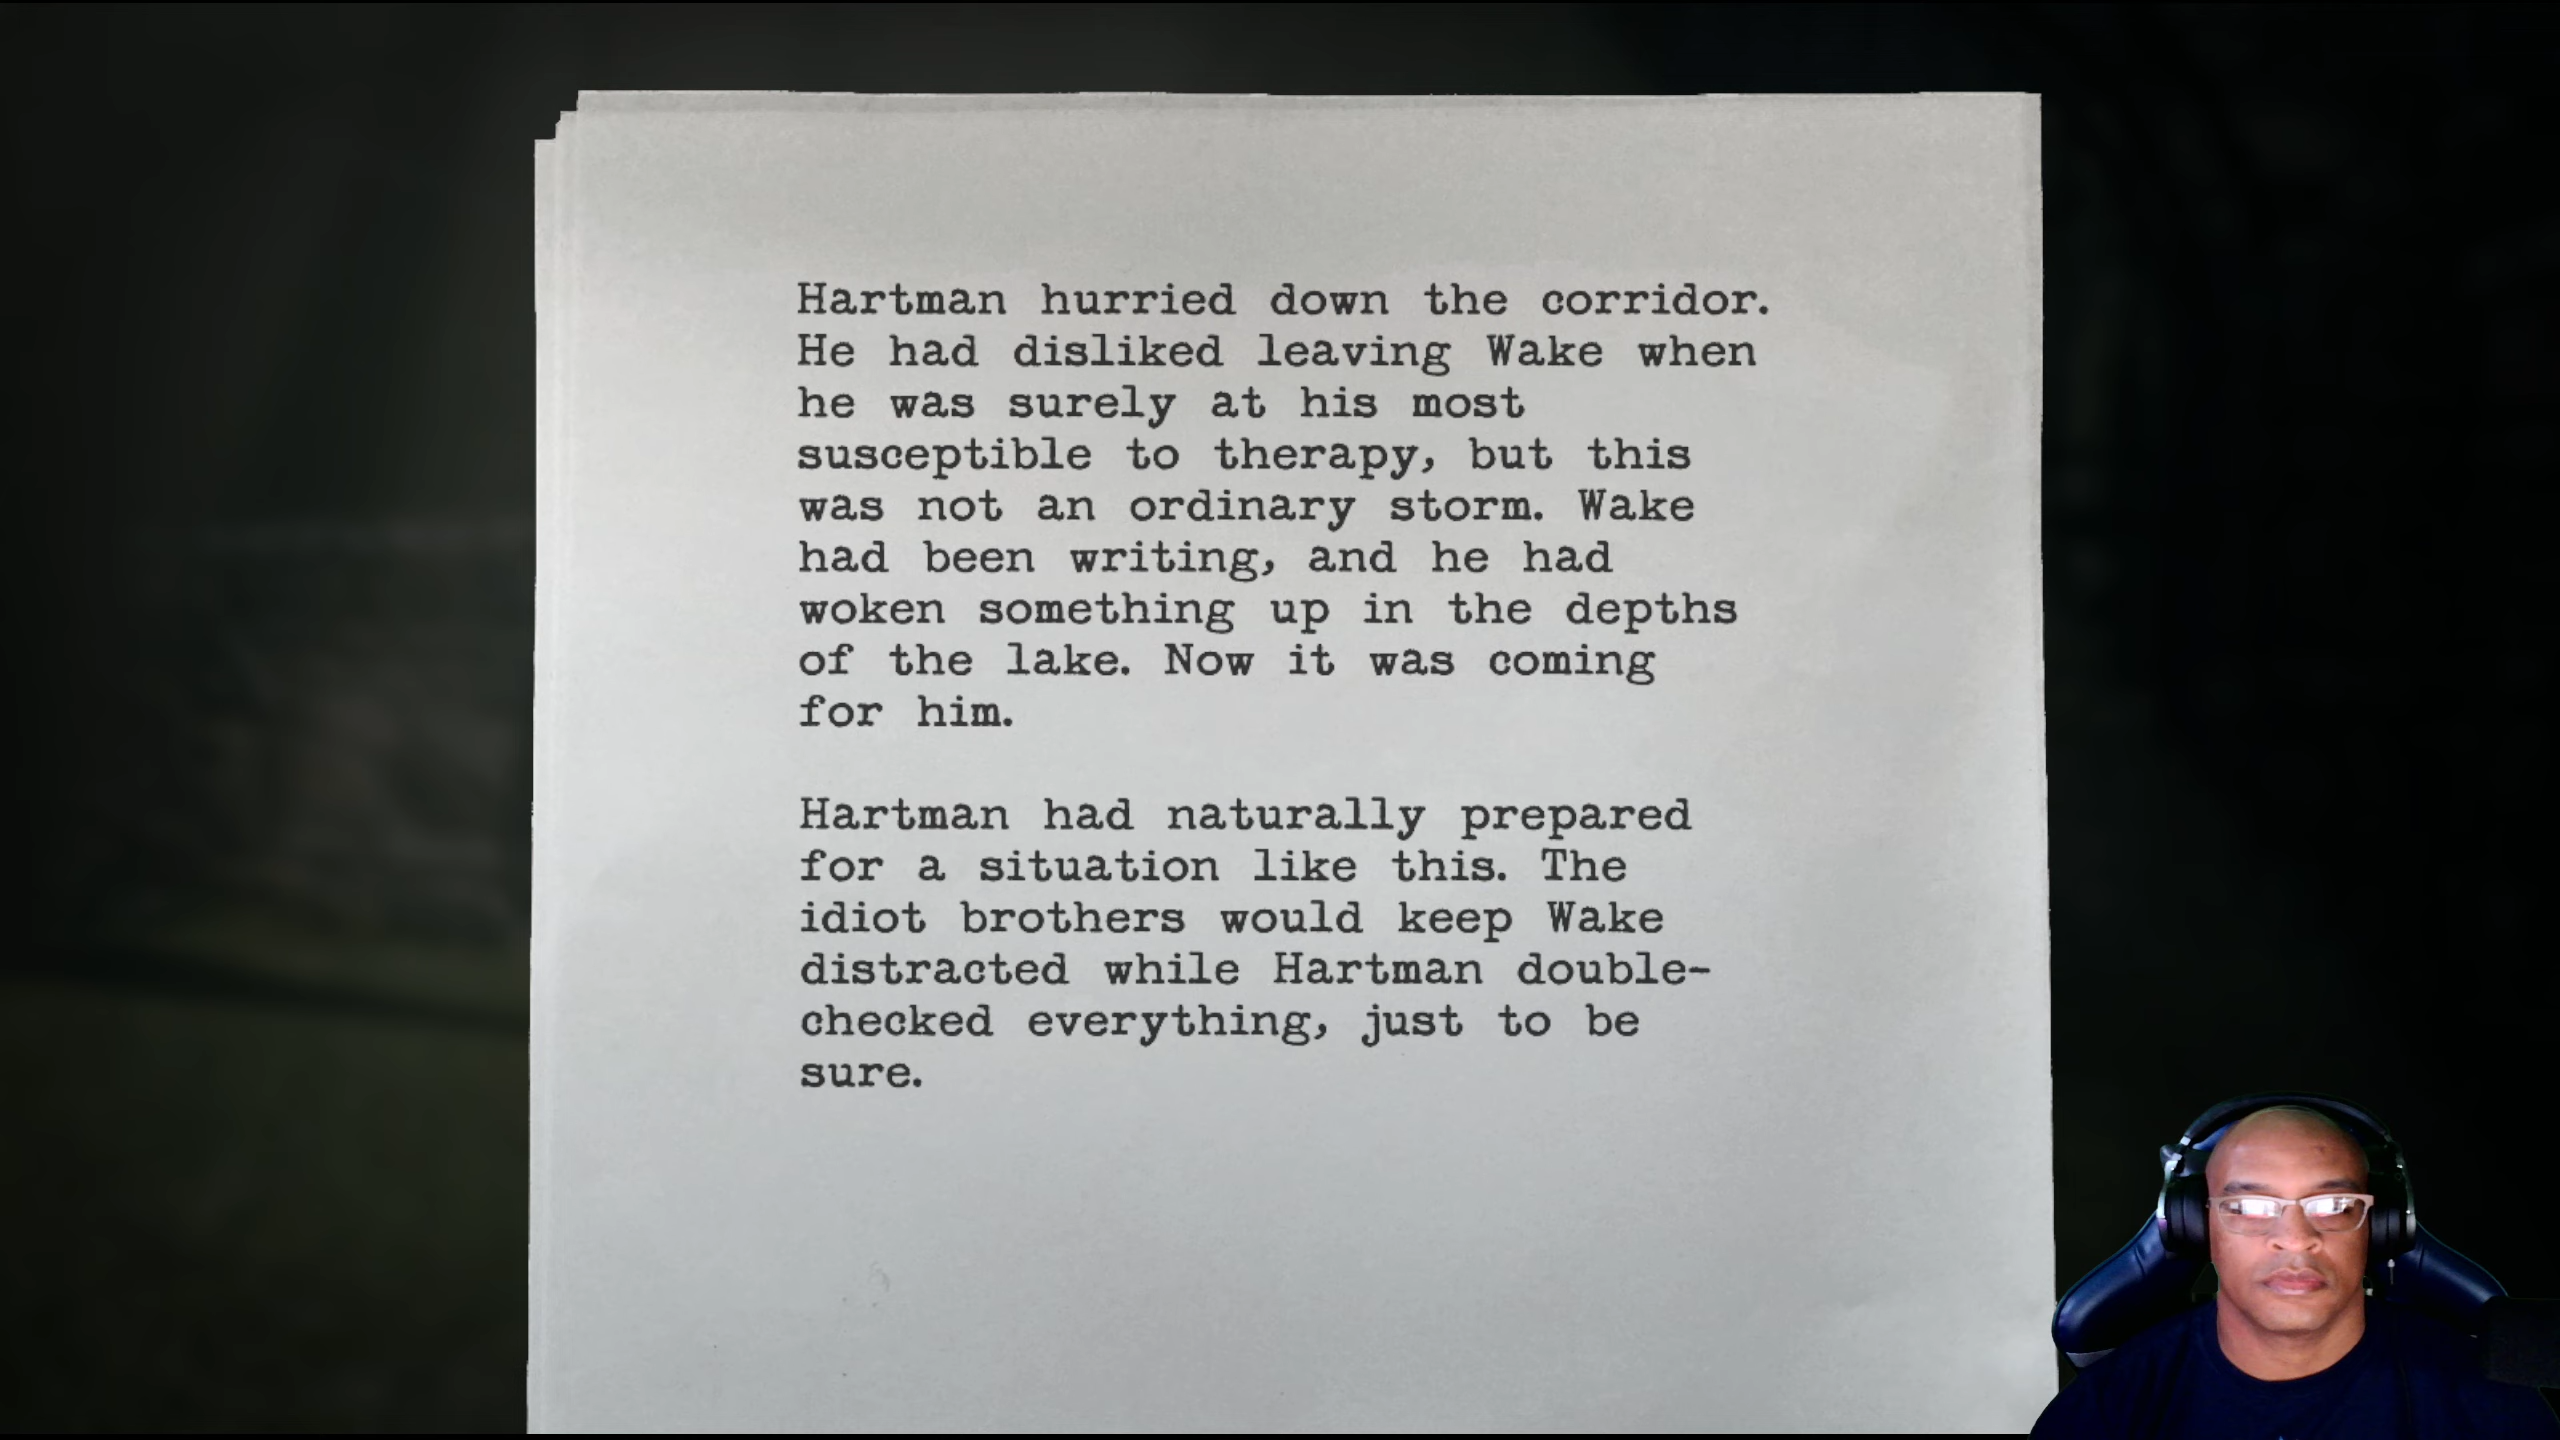 Hartman hurried down the corridor.
He had disliked leaving Wake when
he was surely at his most
susceptible to therapy, but this
was not an ordinary storm. Wake
had been writing, and he had
woken something up in the depths
of the lake. Now it was coming
for him.
Hartman had naturally prepared
for a situation like this. The
idiot brothers would keep Wake
distracted while Hartman double-
checked everything, just to be
sure.